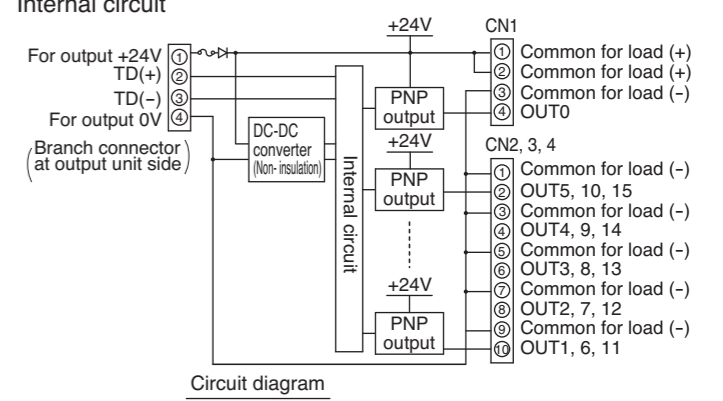 Internal circuit
For output +24V ①
TD(+) ②
TD(−) ③
For output 0V ④
(Branch connector
at output unit side)
DC-DC
converter
(Non- insulation)
Internal circuit
+24V
PNP
output
+24V
PNP
output
+24V
PNP
output
CN1
① Common for load (+)
② Common for load (+)
③ Common for load (−)
④ OUT0
CN2, 3, 4
① Common for load (−)
② OUT5, 10, 15
③ Common for load (−)
④ OUT4, 9, 14
⑤ Common for load (−)
⑥ OUT3, 8, 13
⑦ Common for load (−)
⑧ OUT2, 7, 12
⑨ Common for load (−)
⑩ OUT1, 6, 11
Circuit diagram